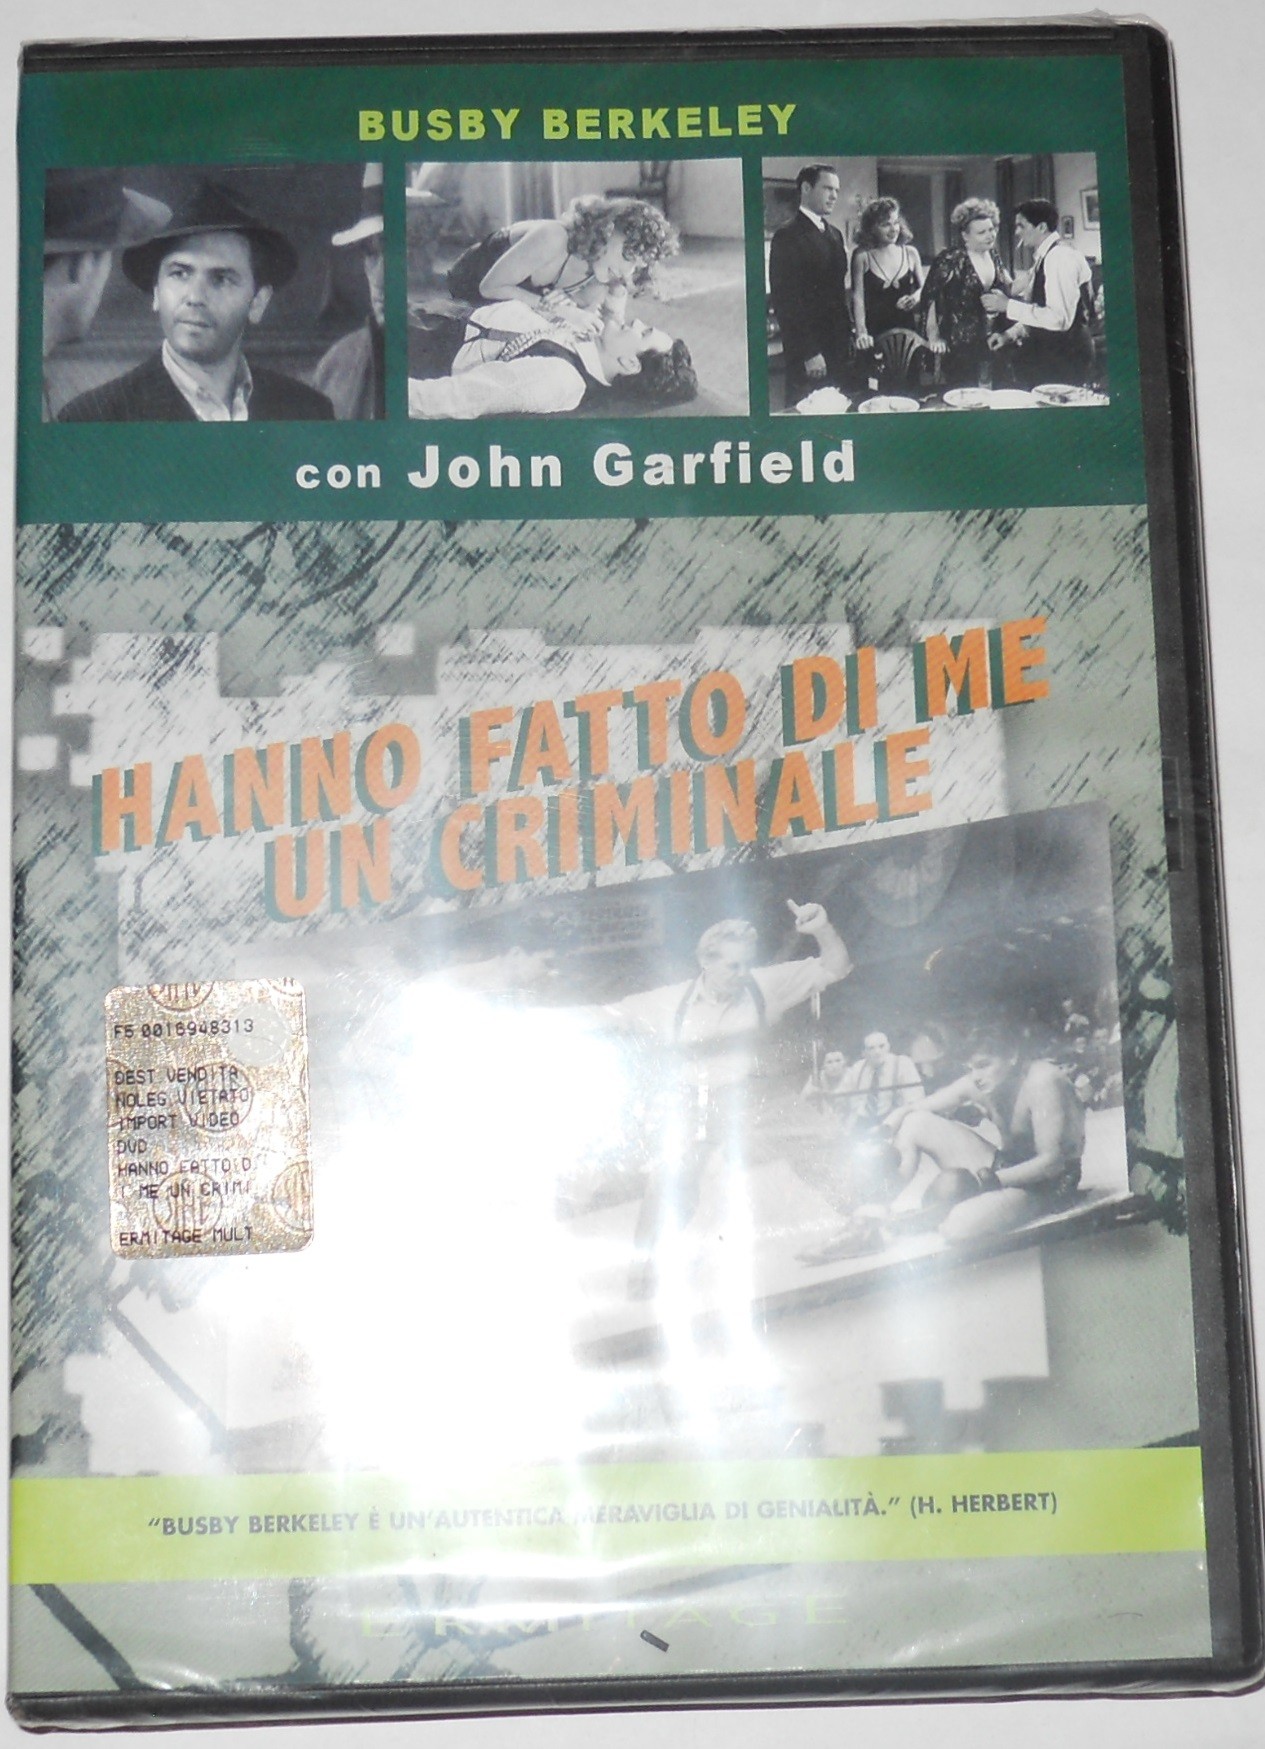 BUSBY BERKELEY
con John Garfield
HANNO FATTO DI ME
UN CRIMINALE
F5 0016948313
DEST.VENDITA
NOLEG.VIETATO
IMPORT VIDEO
DVD
HANNO FATTO D
I ME UN CRIMI
ERMITAGE MULT
"BUSBY BERKELEY È UN'AUTENTICA MERAVIGLIA DI GENIALITÀ." (H. HERBERT)
ERMITAGE